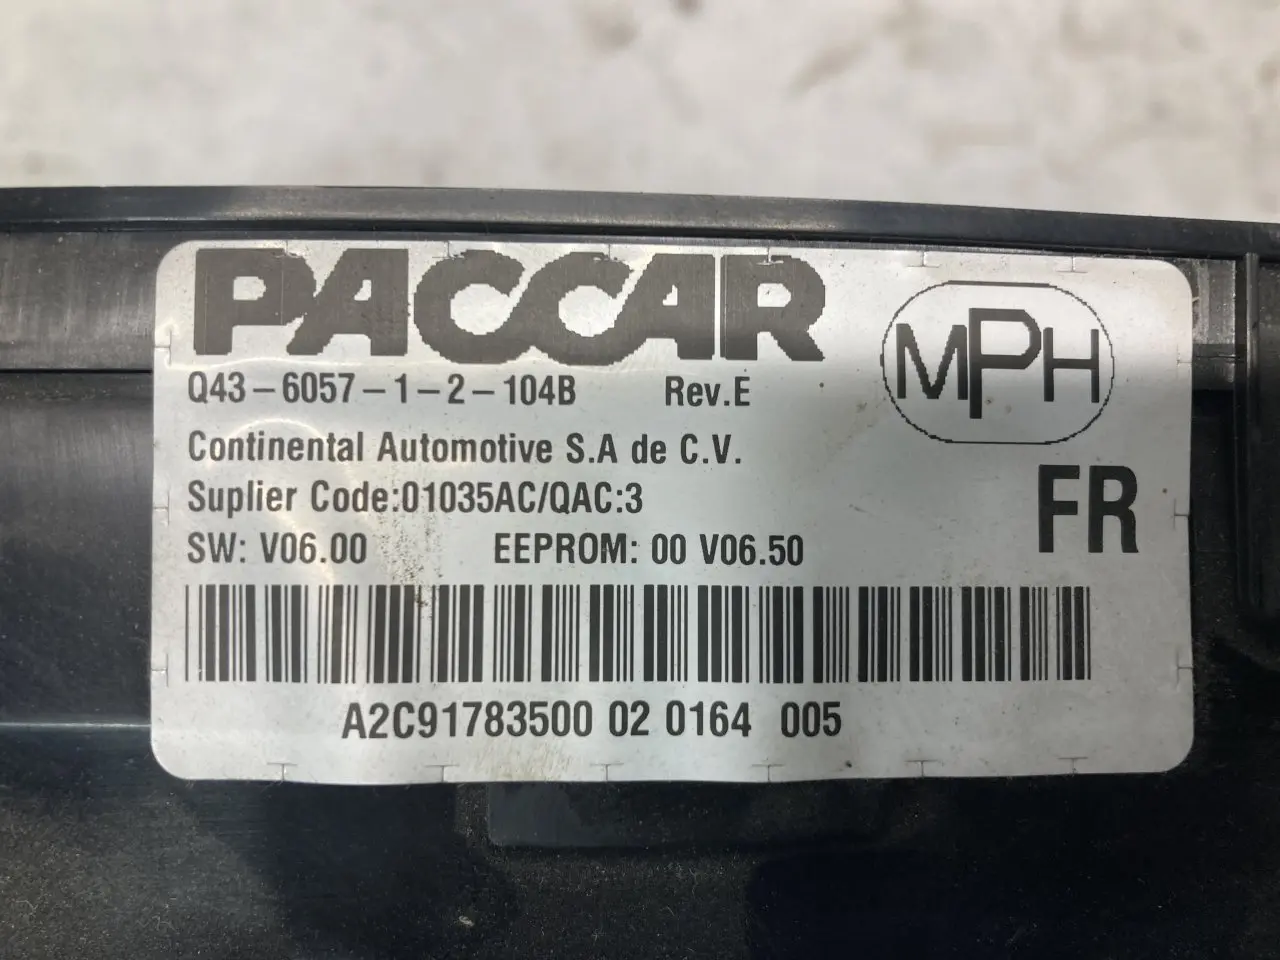 PACCAR
MPH
Q43-6057-1-2-104B Rev.E
Continental Automotive S.A de C.V.
Suplier Code:01035AC/QAC:3
FR
SW: V06.00 EEPROM: 00 V06.50
A2C91783500 02 0164 005